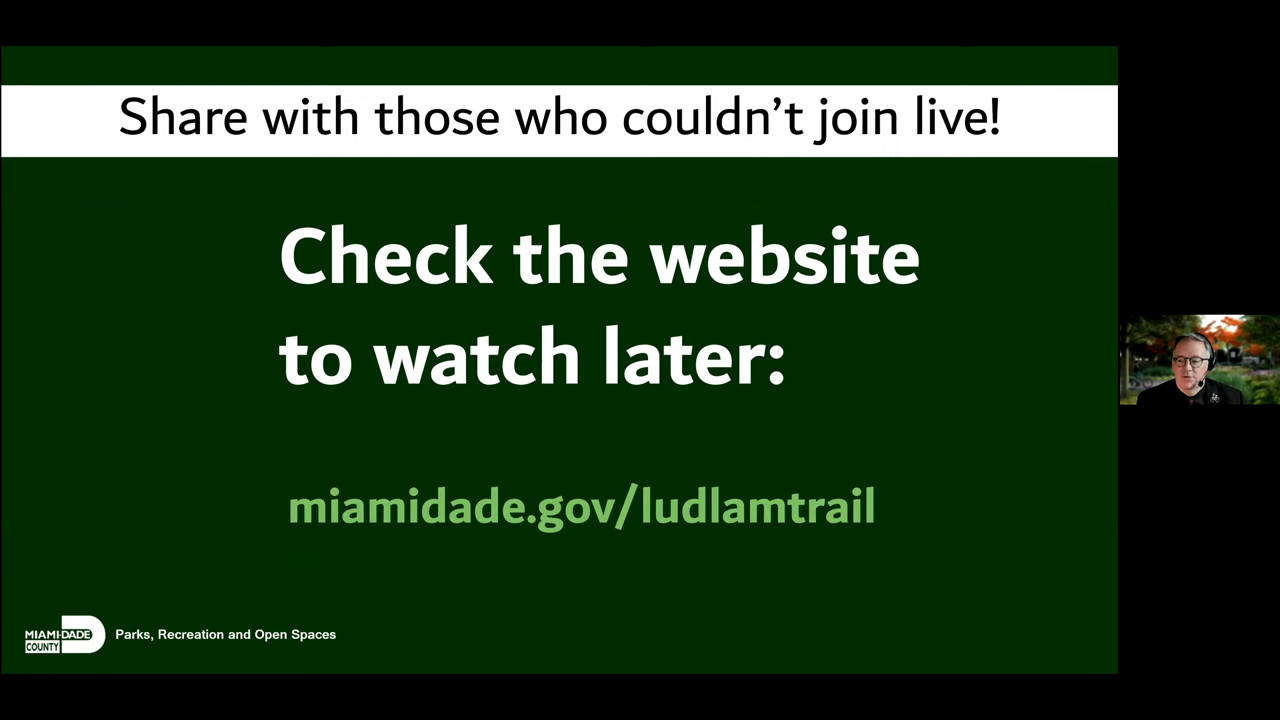 Share with those who couldn’t join live!
Check the website
to watch later:
miamidade.gov/ludlamtrail
MIAMI-DADE
COUNTY
Parks, Recreation and Open Spaces